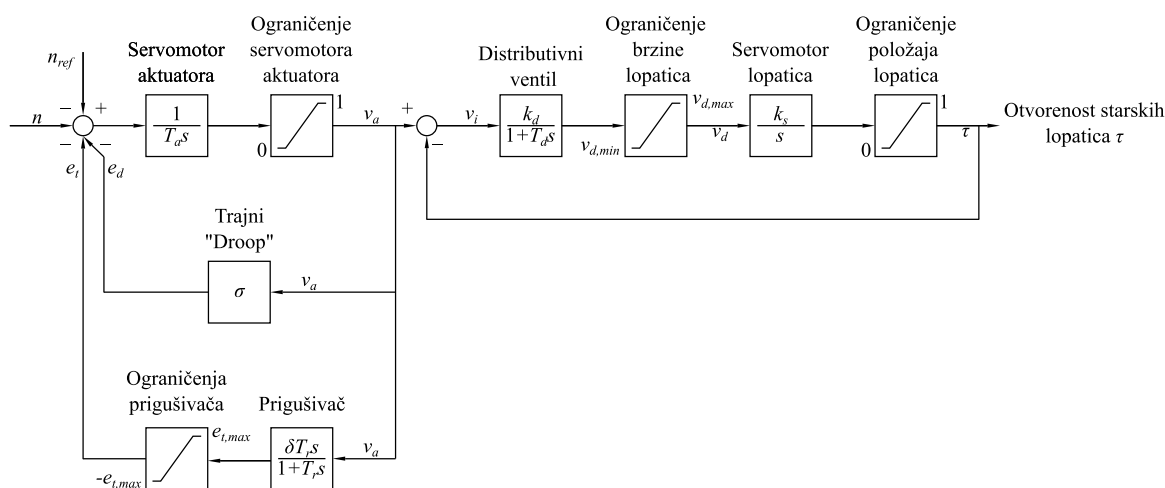 Ograničenje
servomotora
aktuatora
Servomotor
aktuatora
n_ref
n
− + − − −
e_t
e_d
1
T_a s
0
1
v_a
+
−
v_i
Distributivni
ventil
k_d
1+T_d s
Ograničenje
brzine
lopatica
v_d,max
v_d,min
v_d
Servomotor
lopatica
k_s
s
Ograničenje
položaja
lopatica
1
0
τ
Otvorenost starskih
lopatica τ
Trajni
"Droop"
σ
v_a
Ograničenja
prigušivača
e_t,max
-e_t,max
Prigušivač
δT_r s
1+T_r s
v_a